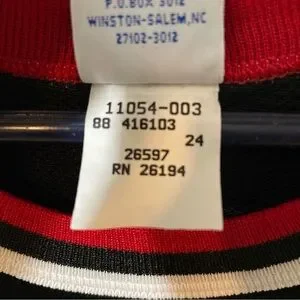 P.O.BOX 3012
WINSTON-SALEM,NC
27102-3012
11054-003
88 416103
24
26597
RN 26194